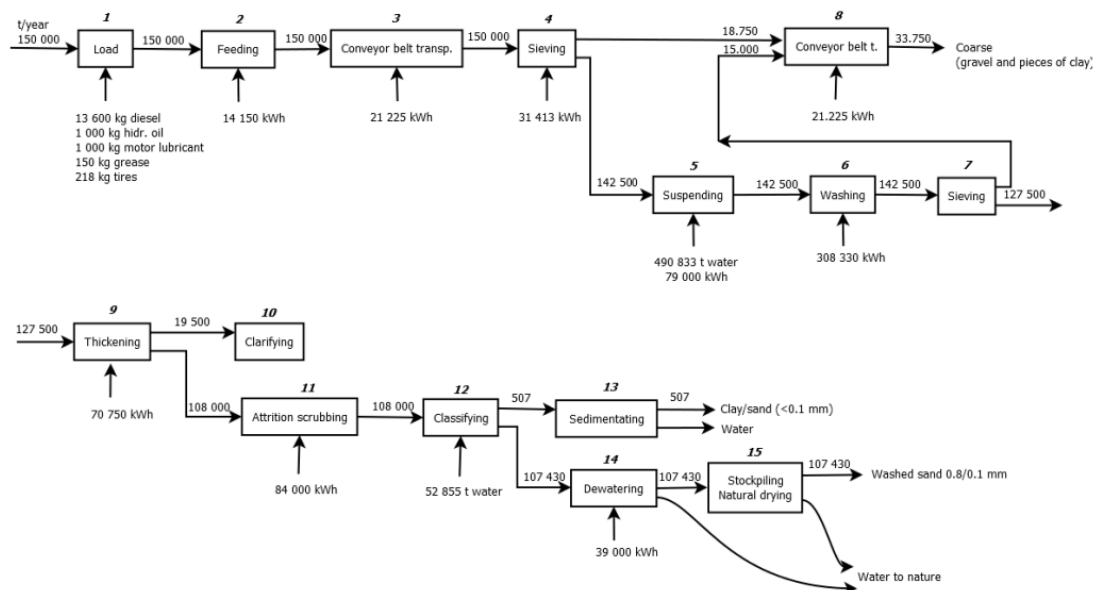 t/year
150 000
1
Load
150 000
2
Feeding
150 000
3
Conveyor belt transp.
150 000
4
Sieving
18.750
15.000
8
Conveyor belt t.
33.750
Coarse
(gravel and pieces of clay)
13 600 kg diesel
1 000 kg hidr. oil
1 000 kg motor lubricant
150 kg grease
218 kg tires
14 150 kWh
21 225 kWh
31 413 kWh
21.225 kWh
142 500
5
Suspending
142 500
6
Washing
142 500
7
Sieving
127 500
490 833 t water
79 000 kWh
308 330 kWh
127 500
9
Thickening
19 500
10
Clarifying
70 750 kWh
108 000
11
Attrition scrubbing
108 000
12
Classifying
507
13
Sedimentating
507
Clay/sand (<0.1 mm)
Water
84 000 kWh
52 855 t water
107 430
14
Dewatering
107 430
15
Stockpiling
Natural drying
107 430
Washed sand 0.8/0.1 mm
39 000 kWh
Water to nature